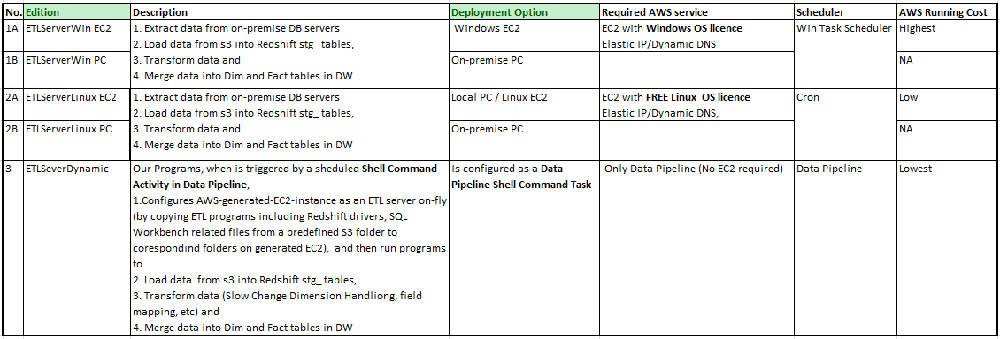 No. Edition Description Deployment Option Required AWS service Scheduler AWS Running Cost
1A ETLServerWin EC2 1. Extract data from on-premise DB servers Windows EC2 EC2 with Windows OS licence Win Task Scheduler Highest
2. Load data from s3 into Redshift stg_ tables, Elastic IP/Dynamic DNS
1B ETLServerWin PC 3. Transform data and On-premise PC NA
4. Merge data into Dim and Fact tables in DW
2A ETLServerLinux EC2 1. Extract data from on-premise DB servers Local PC / Linux EC2 EC2 with FREE Linux OS licence Cron Low
2. Load data from s3 into Redshift stg_ tables, Elastic IP/Dynamic DNS,
2B ETLServerLinux PC 3. Transform data and On-premise PC NA
4. Merge data into Dim and Fact tables in DW
3 ETLSeverDynamic Our Programs, when is triggered by a sheduled Shell Command Is configured as a Data Only Data Pipeline (No EC2 required) Data Pipeline Lowest
Activity in Data Pipeline, Pipeline Shell Command Task
1.Configures AWS-generated-EC2-instance as an ETL server on-fly
(by copying ETL programs including Redshift drivers, SQL
Workbench related files from a predefined S3 folder to
corespondind folders on generated EC2), and then run programs
to
2. Load data from s3 into Redshift stg_ tables,
3. Transform data (Slow Change Dimension Handliong, field
mapping, etc) and
4. Merge data into Dim and Fact tables in DW